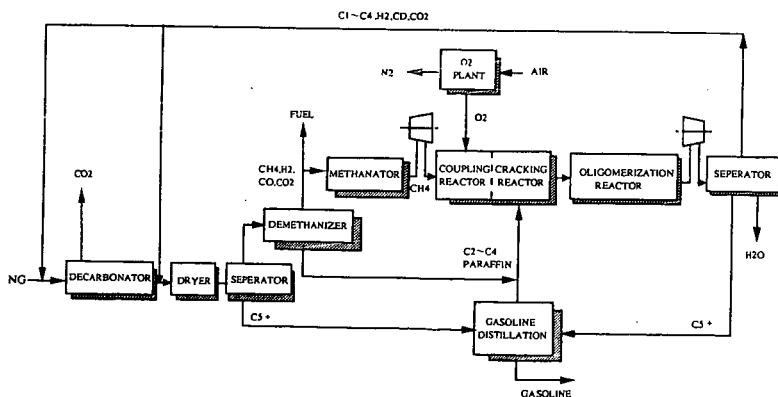 C1~C4,H2,CD,CO2
O2
PLANT
N2
AIR
O2
FUEL
CO2
CH4,H2,
CO,CO2
METHANATOR
CH4
COUPLING
REACTOR
CRACKING
REACTOR
OLIGOMERIZATION
REACTOR
SEPERATOR
H2O
DEMETHANIZER
C2~C4
PARAFFIN
NG
DECARBONATOR
DRYER
SEPERATOR
C5+
GASOLINE
DISTILLATION
C5+
GASOLINE